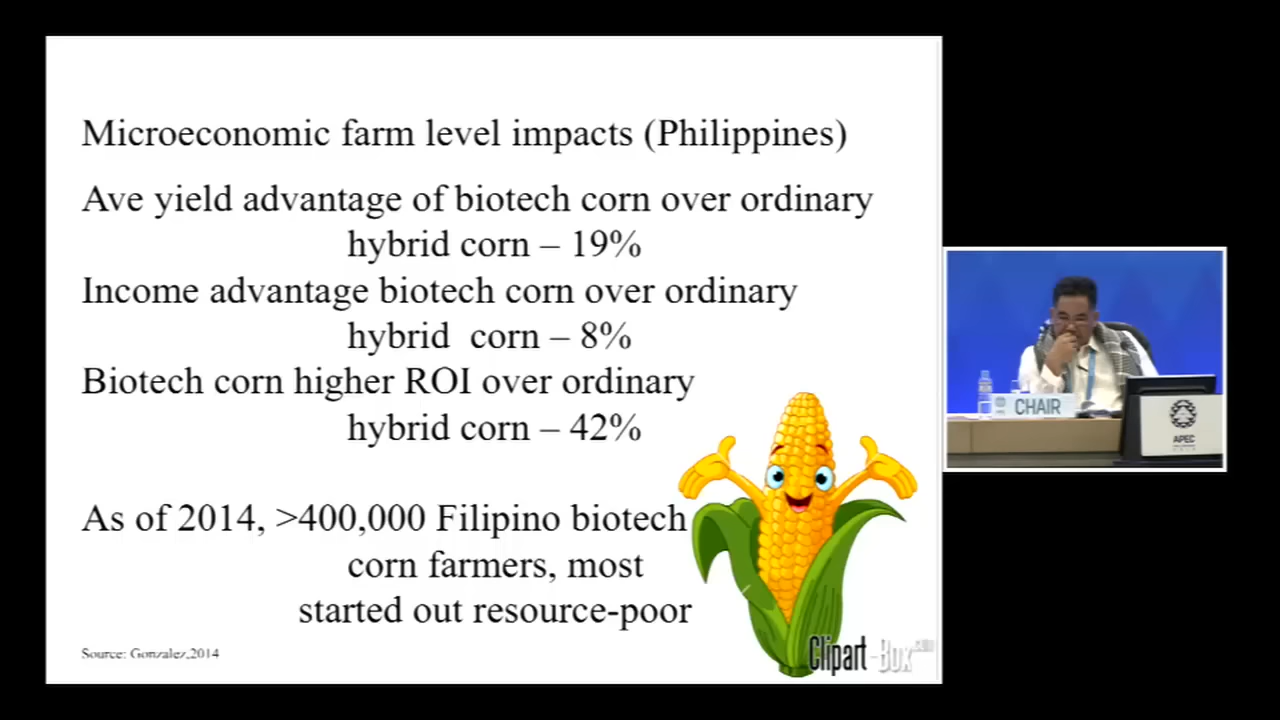 Microeconomic farm level impacts (Philippines)
Ave yield advantage of biotech corn over ordinary
hybrid corn – 19%
Income advantage biotech corn over ordinary
hybrid corn – 8%
Biotech corn higher ROI over ordinary
hybrid corn – 42%
As of 2014, >400,000 Filipino biotech
corn farmers, most
started out resource-poor
Source: Gonzalez,2014
Clipart-Box.com
CHAIR
APEC